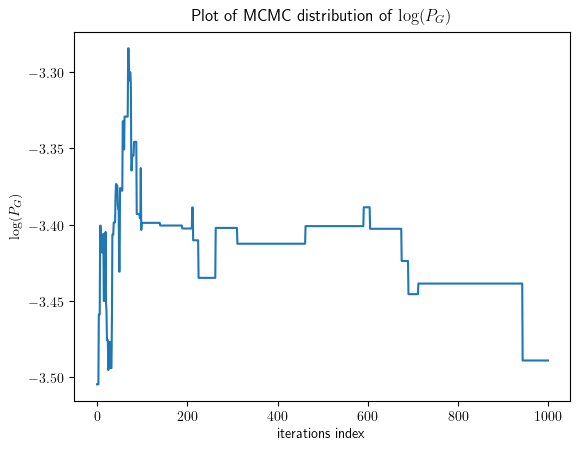 Plot of MCMC distribution of log(P_G)
log(P_G)
−3.30
−3.35
−3.40
−3.45
−3.50
0 200 400 600 800 1000
iterations index